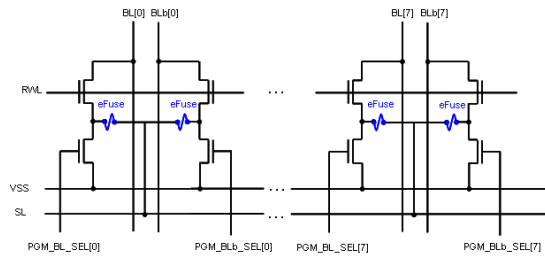 BL[0] BLb[0] BL[7] BLb[7]
RWL
eFuse eFuse ... eFuse eFuse
VSS ...
SL ...
PGM_BL_SEL[0] PGM_BLb_SEL[0] PGM_BL_SEL[7] PGM_BLb_SEL[7]